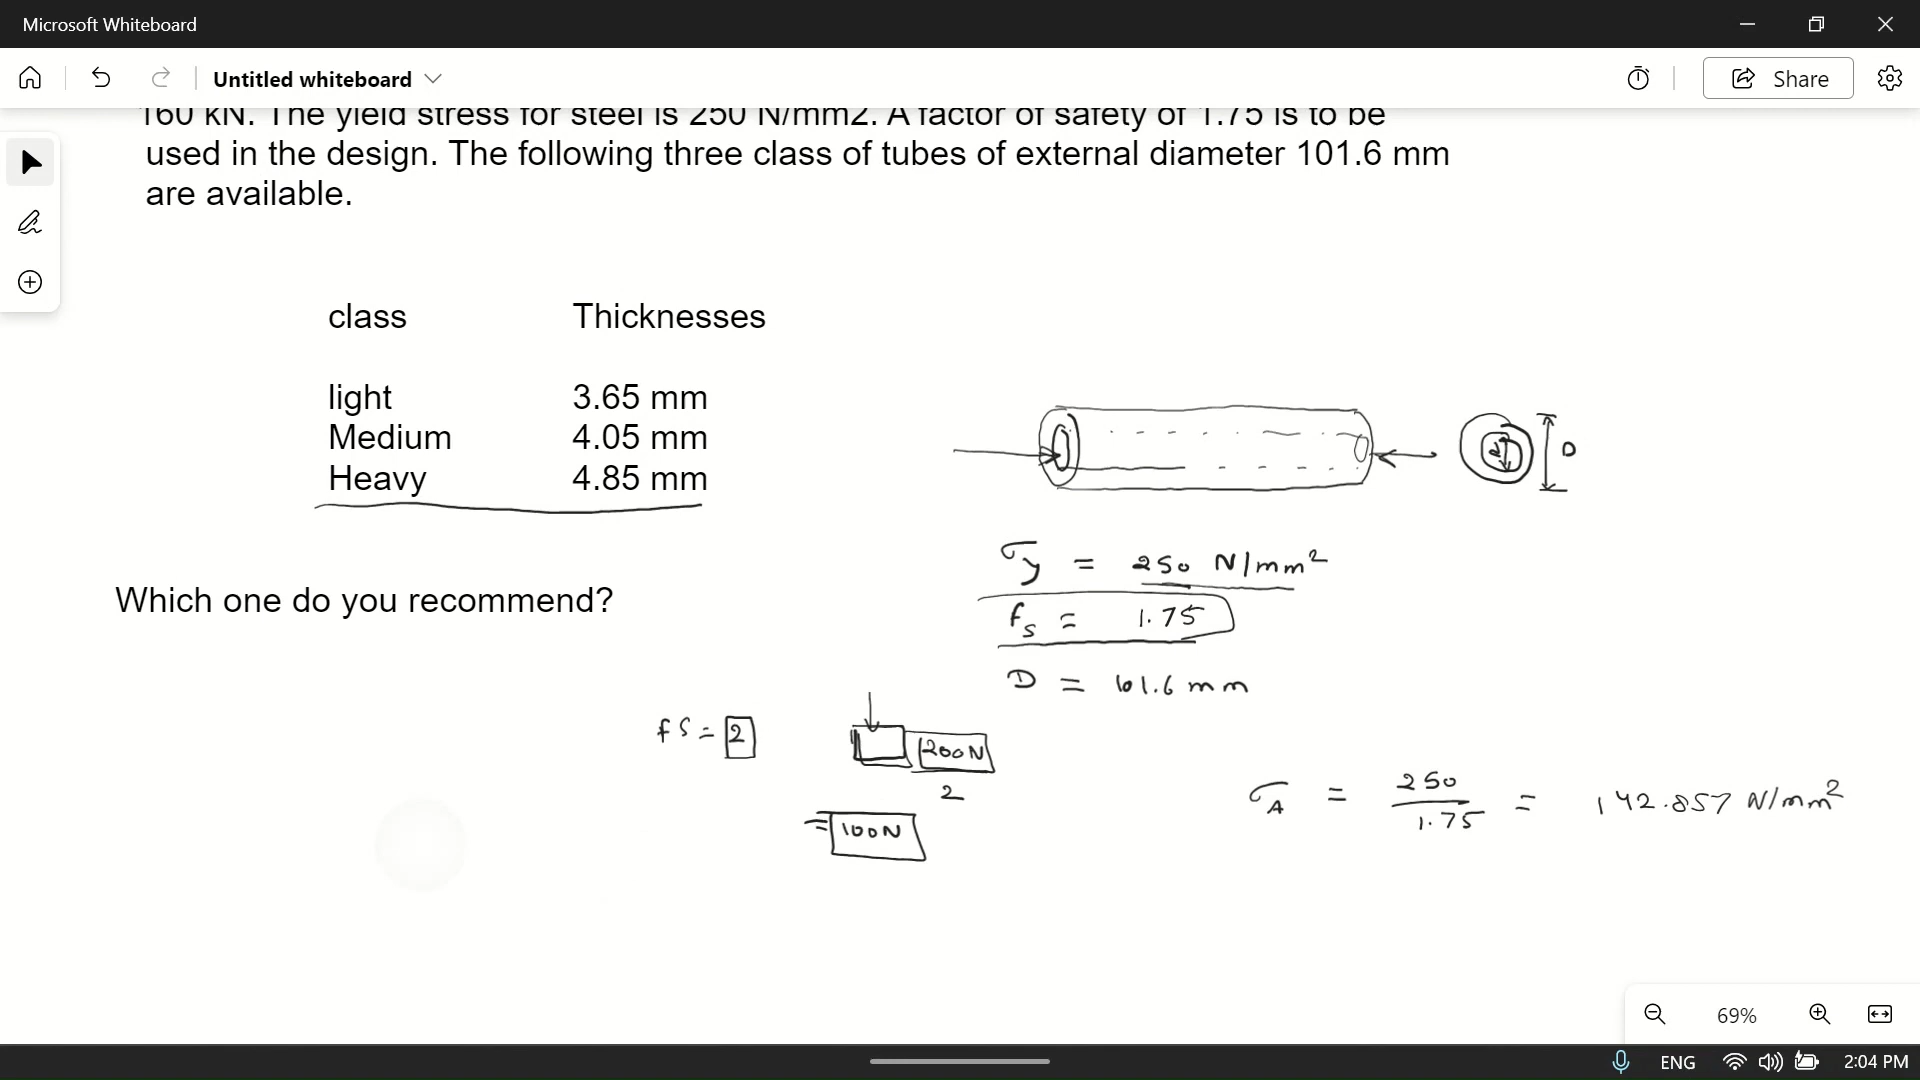 Microsoft Whiteboard
Untitled whiteboard
Share
160 kN. The yield stress for steel is 250 N/mm2. A factor of safety of 1.75 is to be
used in the design. The following three class of tubes of external diameter 101.6 mm
are available.
class Thicknesses
light 3.65 mm
Medium 4.05 mm
Heavy 4.85 mm
d D
σy = 250 N/mm²
Which one do you recommend?
fs = 1.75
D = 101.6 mm
fs = 2
200N
2
= 100N
σA = 250 / 1.75 = 142.857 N/mm²
69%
ENG 2:04 PM